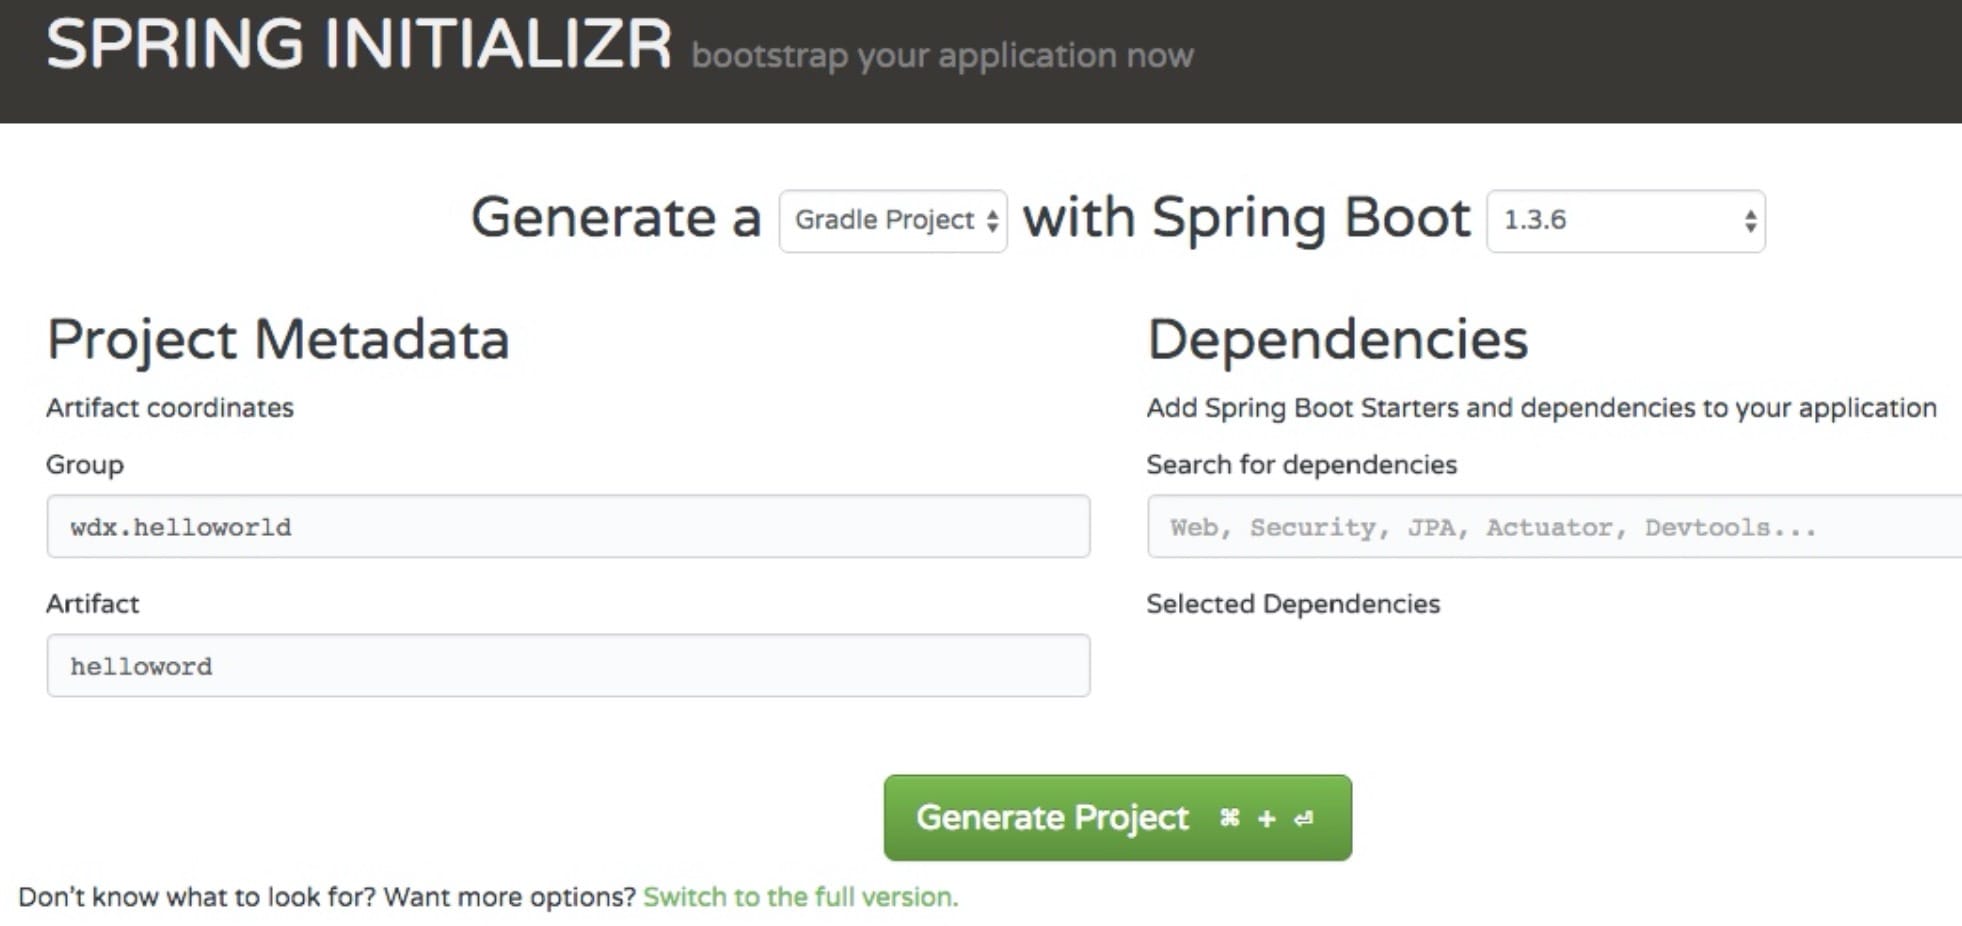 SPRING INITIALIZR bootstrap your application now
Generate a Gradle Project with Spring Boot 1.3.6
Project Metadata
Artifact coordinates
Group
wdx.helloworld
Artifact
helloword
Dependencies
Add Spring Boot Starters and dependencies to your application
Search for dependencies
Web, Security, JPA, Actuator, Devtools...
Selected Dependencies
Generate Project ⌘ + ⏎
Don't know what to look for? Want more options? Switch to the full version.